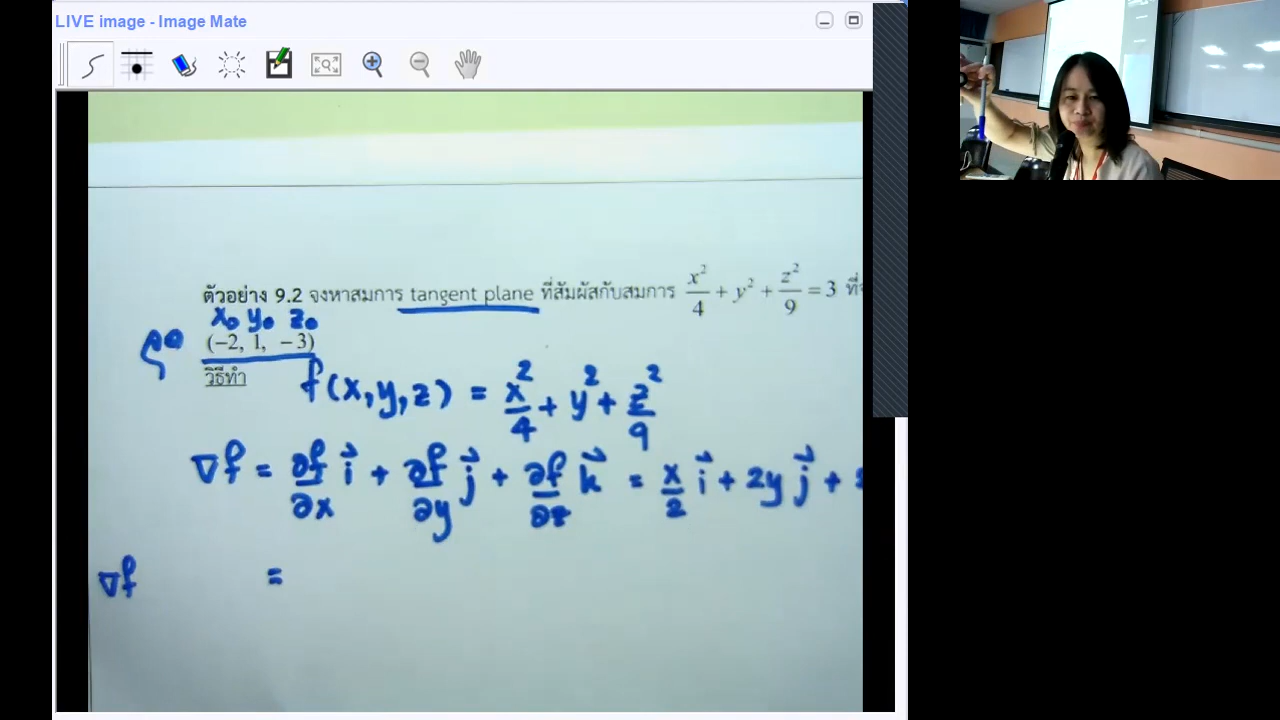 LIVE image - Image Mate
ตัวอย่าง 9.2 จงหาสมการ tangent plane ที่สัมผัสกับสมการ x²/4 + y² + z²/9 = 3
x₀ y₀ z₀
(−2, 1, −3)
วิธีทำ f(x,y,z) = x²/4 + y² + z²/9
∇f = ∂f/∂x i⃗ + ∂f/∂y j⃗ + ∂f/∂z k⃗ = x/2 i⃗ + 2y j⃗ +
∇f =